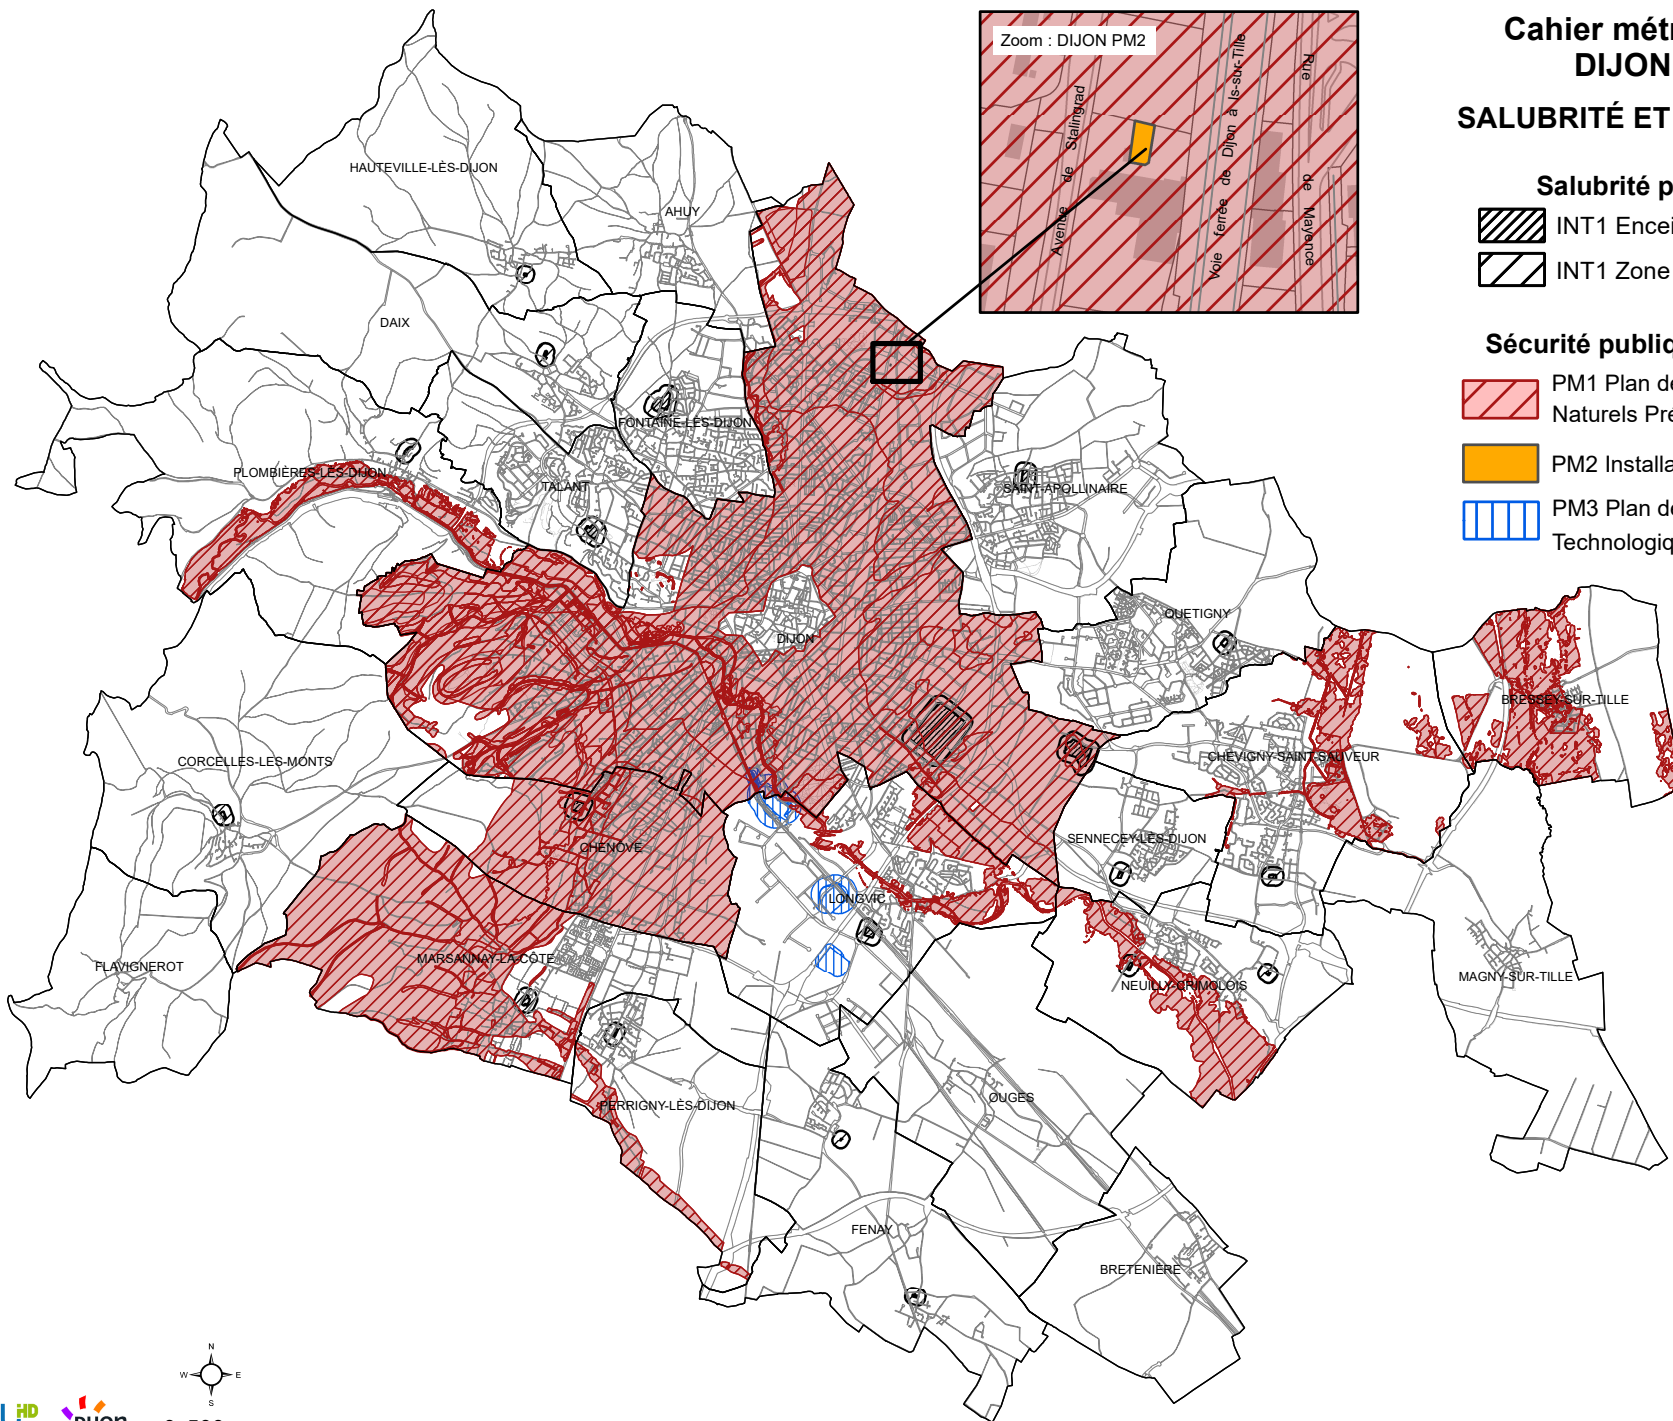 Zoom : DIJON PM2
Avenue de Stalingrad
Voie ferrée de Dijon à Is-sur-Tille
Rue de Mayence
Cahier métr
DIJON
SALUBRITÉ ET
Salubrité p
INT1 Encei
INT1 Zone
Sécurité publiq
PM1 Plan de
Naturels Pré
PM2 Installa
PM3 Plan de
Technologiq
HAUTEVILLE-LÈS-DIJON
AHUY
DAIX
FONTAINE-LÈS-DIJON
PLOMBIÈRES-LÈS-DIJON
TALANT
SAINT-APOLLINAIRE
QUETIGNY
DIJON
BRESSEY-SUR-TILLE
CORCELLES-LES-MONTS
CHEVIGNY-SAINT-SAUVEUR
CHENÔVE
SENNECEY-LÈS-DIJON
LONGVIC
FLAVIGNEROT
MARSANNAY-LA-CÔTE
MAGNY-SUR-TILLE
NEUILLY-CRIMOLOIS
PERRIGNY-LÈS-DIJON
OUGES
FENAY
BRETENIÈRE
N
W E
S
HD